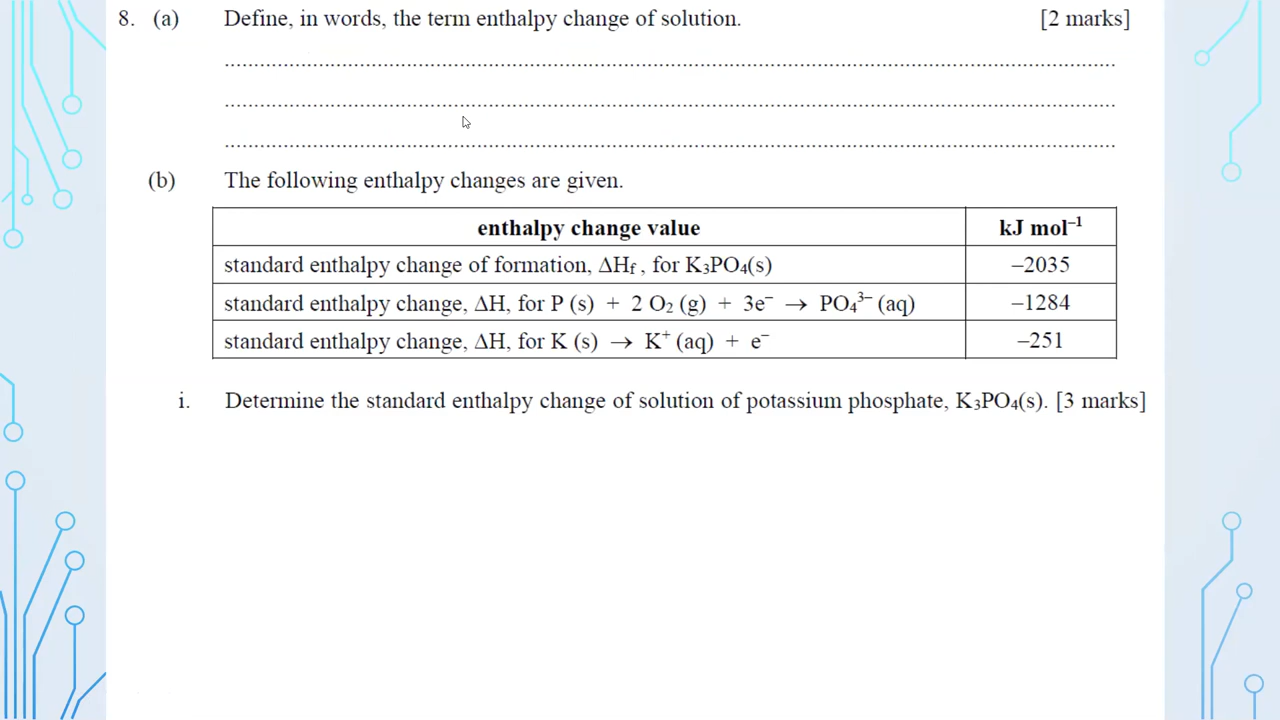 8. (a) Define, in words, the term enthalpy change of solution. [2 marks]
................................................................................
................................................................................
................................................................................
(b) The following enthalpy changes are given.
enthalpy change value kJ mol⁻¹
standard enthalpy change of formation, ΔHf , for K₃PO₄(s) –2035
standard enthalpy change, ΔH, for P (s) + 2 O₂ (g) + 3e⁻ → PO₄³⁻ (aq) –1284
standard enthalpy change, ΔH, for K (s) → K⁺ (aq) + e⁻ –251
i. Determine the standard enthalpy change of solution of potassium phosphate, K₃PO₄(s). [3 marks]